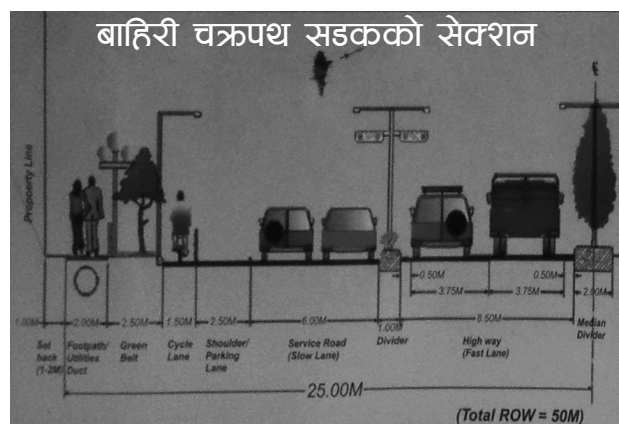 बाहिरी चक्रपथ सडकको सेक्शन
Propoerty Line
0.50M 0.50M
3.75M 3.75M 2.00M
1.00M 2.00M 2.50M 1.50M 2.50M 6.00M 1.00M 8.50M
Set back (1-2M)
Footpath/ Utilities Duct
Green Belt
Cycle Lane
Shoulder/ Parking Lane
Service Road (Slow Lane)
Divider
High way (Fast Lane)
Median Divider
25.00M
(Total ROW = 50M)